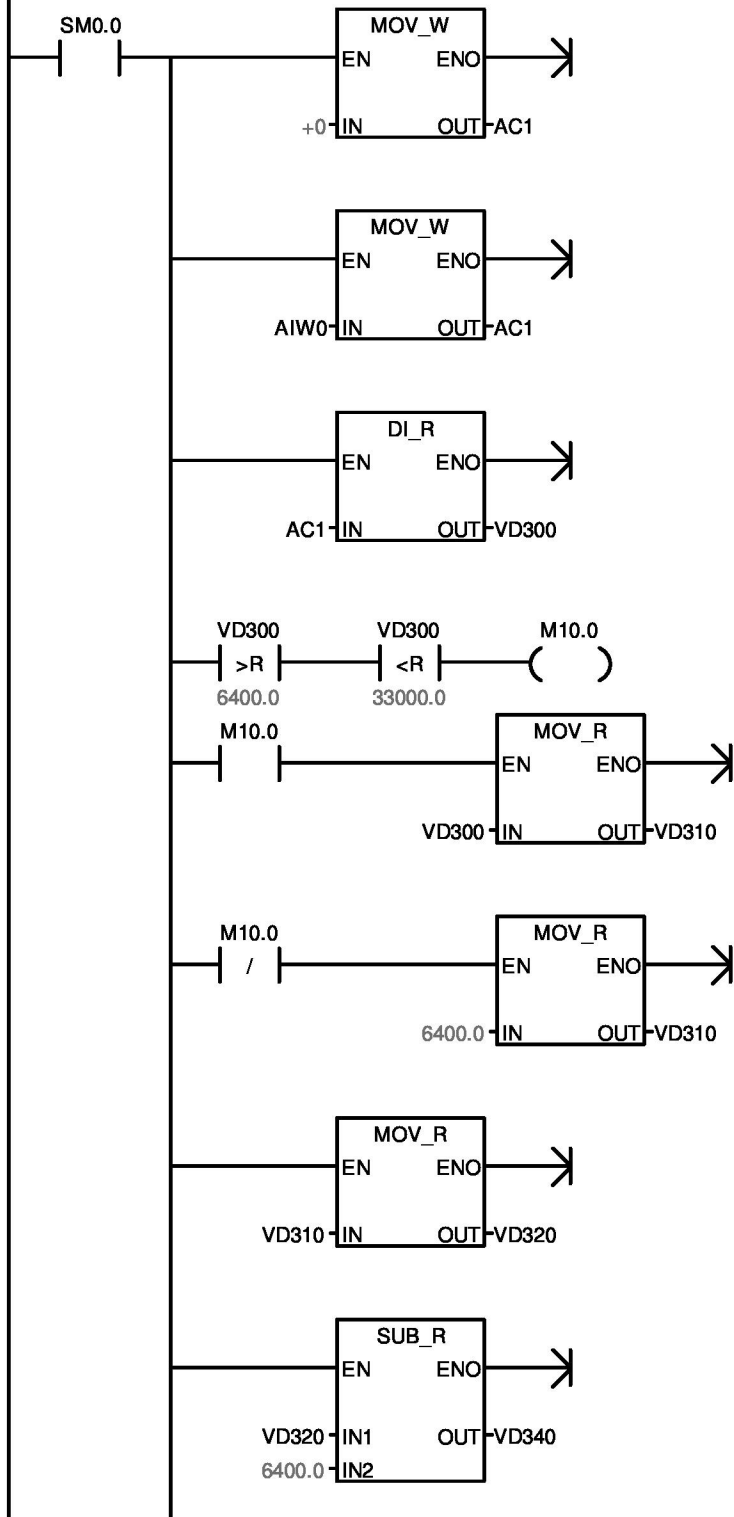 SM0.0
MOV_W
EN ENO
+0 IN OUT AC1
MOV_W
EN ENO
AIW0 IN OUT AC1
DI_R
EN ENO
AC1 IN OUT VD300
VD300 VD300 M10.0
>R <R ( )
6400.0 33000.0
M10.0 MOV_R
EN ENO
VD300 IN OUT VD310
M10.0 MOV_R
/ EN ENO
6400.0 IN OUT VD310
MOV_R
EN ENO
VD310 IN OUT VD320
SUB_R
EN ENO
VD320 IN1 OUT VD340
6400.0 IN2